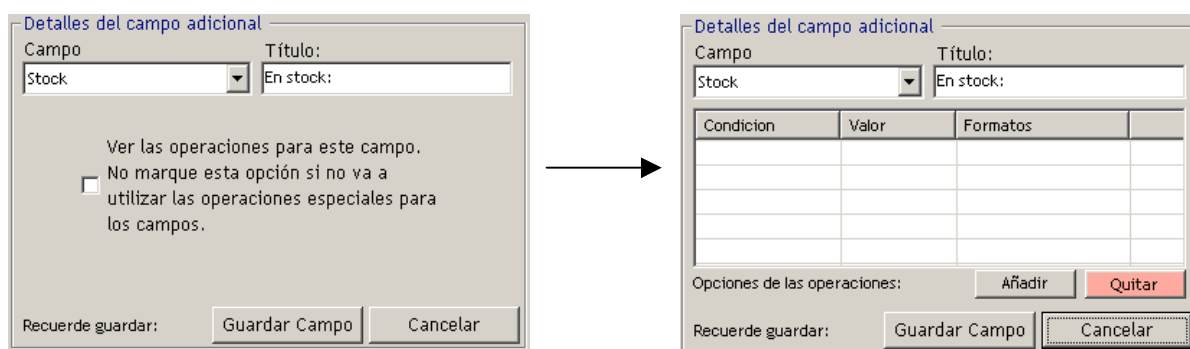 Detalles del campo adicional
Campo Título:
Stock En stock:
Ver las operaciones para este campo.
No marque esta opción si no va a
utilizar las operaciones especiales para
los campos.
Recuerde guardar: Guardar Campo Cancelar
Detalles del campo adicional
Campo Título:
Stock En stock:
Condicion Valor Formatos
Opciones de las operaciones: Añadir Quitar
Recuerde guardar: Guardar Campo Cancelar